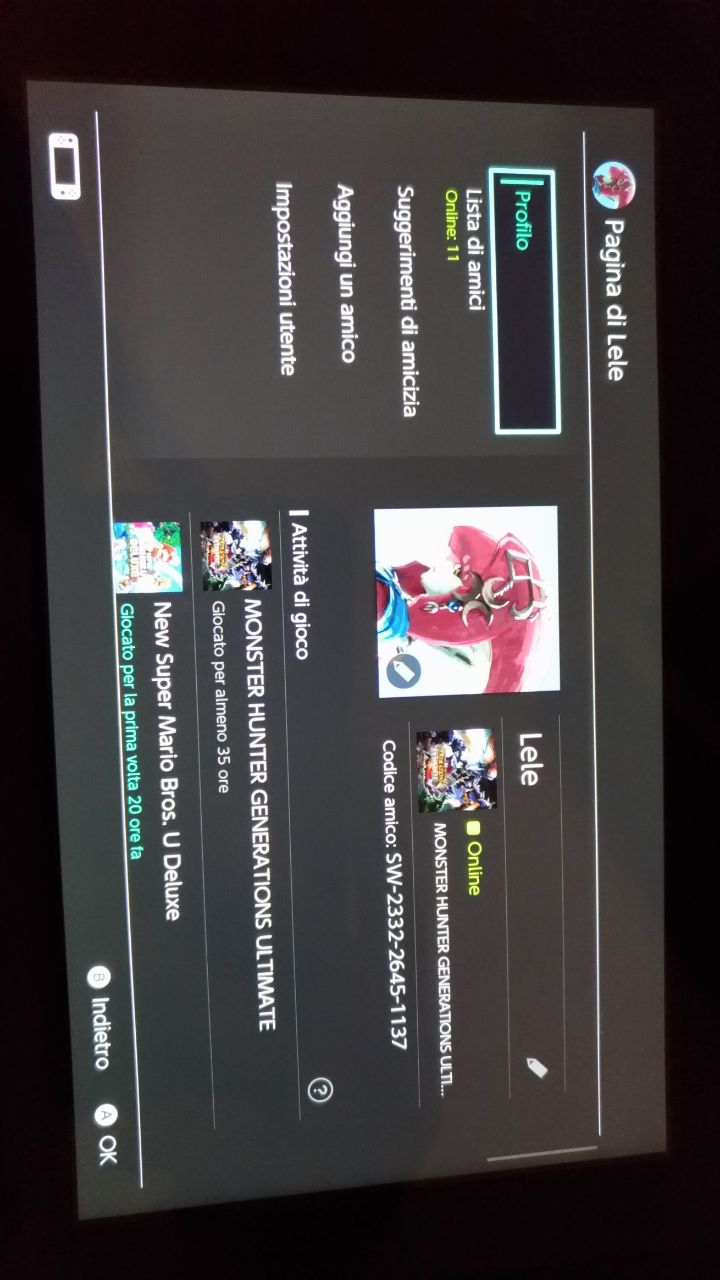 Pagina di Lele
Profilo
Lista di amici
Online: 11
Suggerimenti di amicizia
Aggiungi un amico
Impostazioni utente
Lele
Online
MONSTER HUNTER GENERATIONS ULTI...
Codice amico: SW-2332-2645-1137
Attività di gioco
?
MONSTER HUNTER GENERATIONS ULTIMATE
Giocato per almeno 35 ore
New Super Mario Bros. U Deluxe
Giocato per la prima volta 20 ore fa
B Indietro
A OK